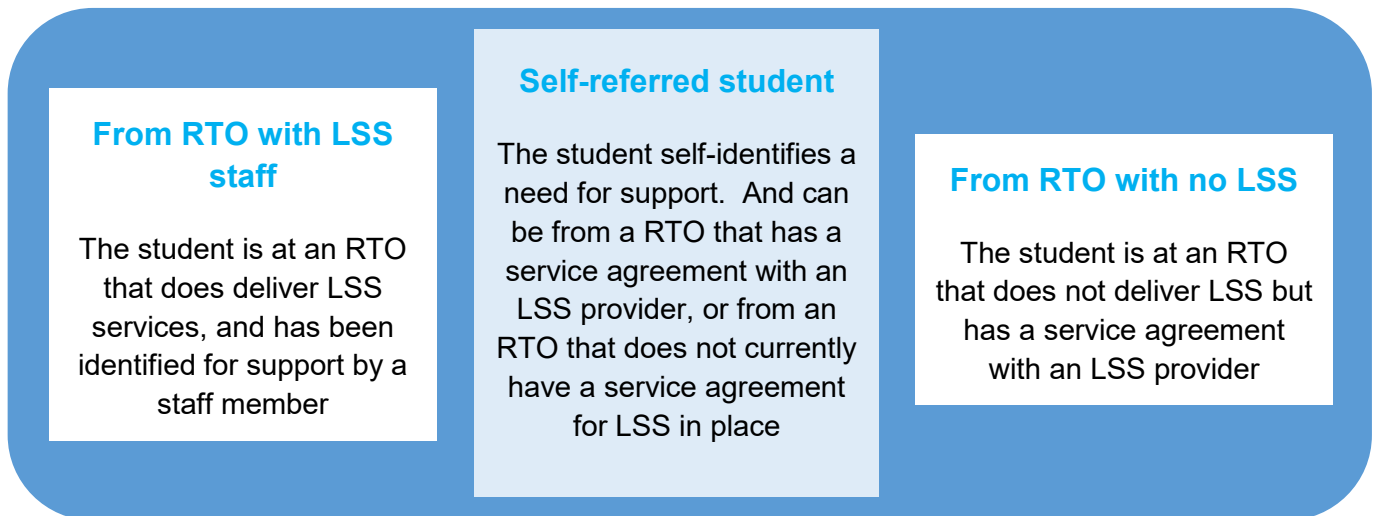 From RTO with LSS
staff
The student is at an RTO
that does deliver LSS
services, and has been
identified for support by a
staff member
Self-referred student
The student self-identifies a
need for support.  And can
be from a RTO that has a
service agreement with an
LSS provider, or from an
RTO that does not currently
have a service agreement
for LSS in place
From RTO with no LSS
The student is at an RTO
that does not deliver LSS but
has a service agreement
with an LSS provider